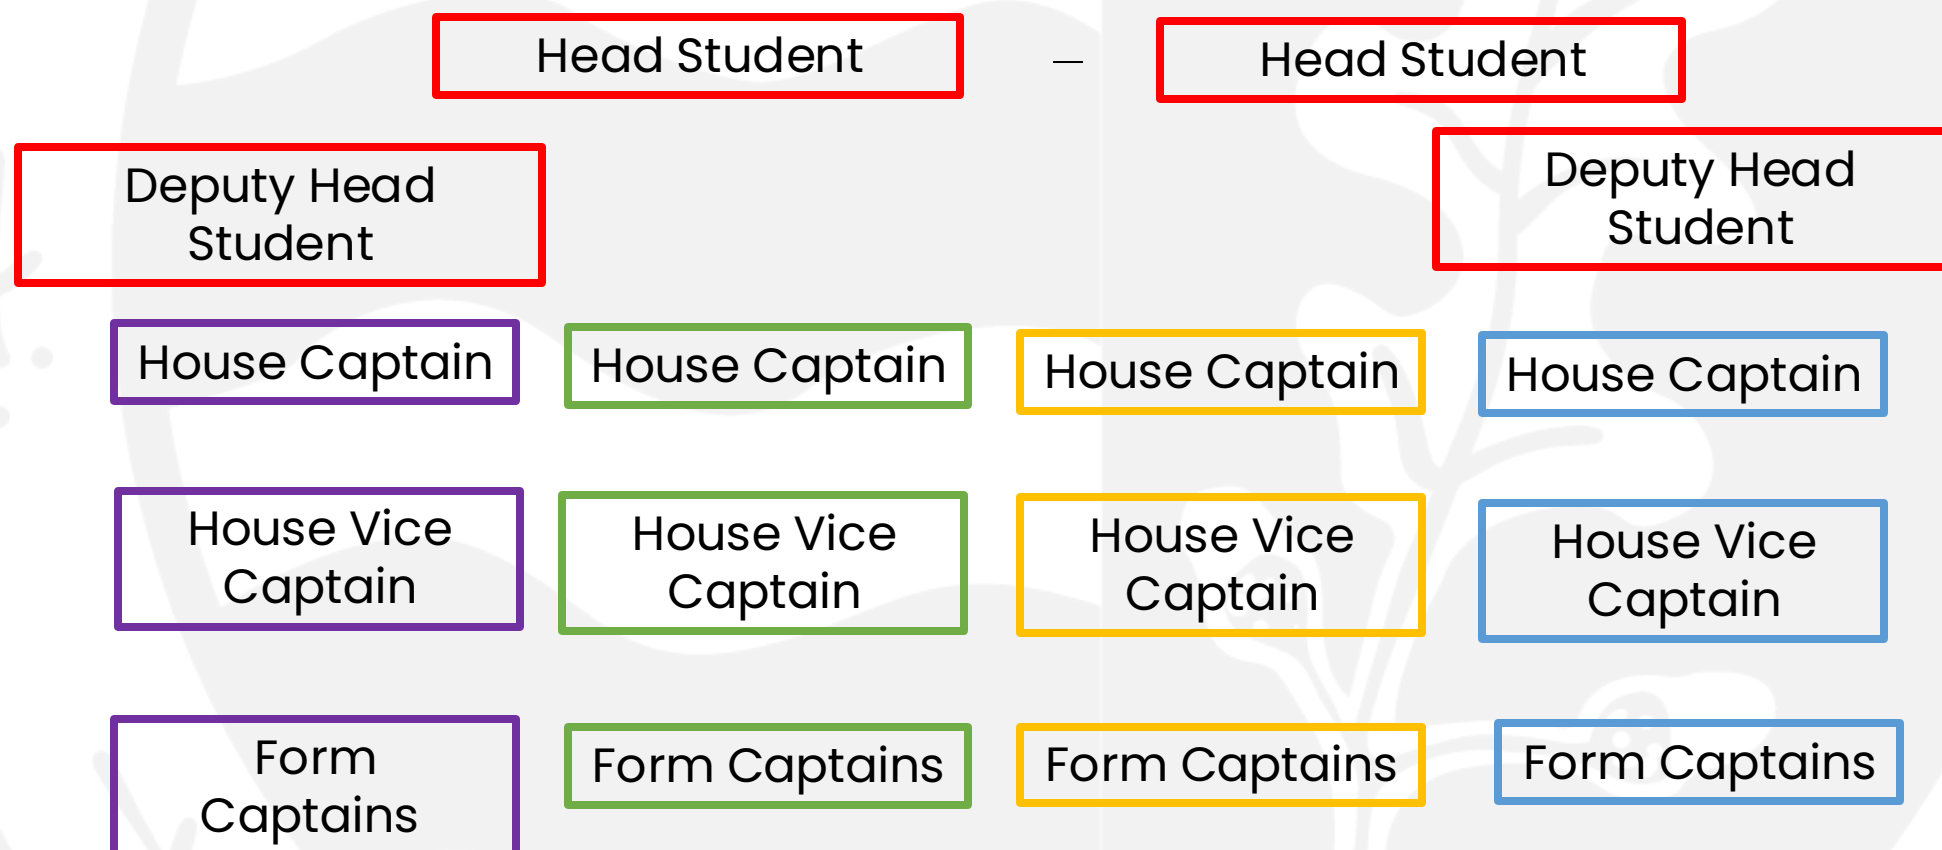 Head Student
—
Head Student
Deputy Head
Student
Deputy Head
Student
House Captain
House Captain
House Captain
House Captain
House Vice
Captain
House Vice
Captain
House Vice
Captain
House Vice
Captain
Form
Captains
Form Captains
Form Captains
Form Captains